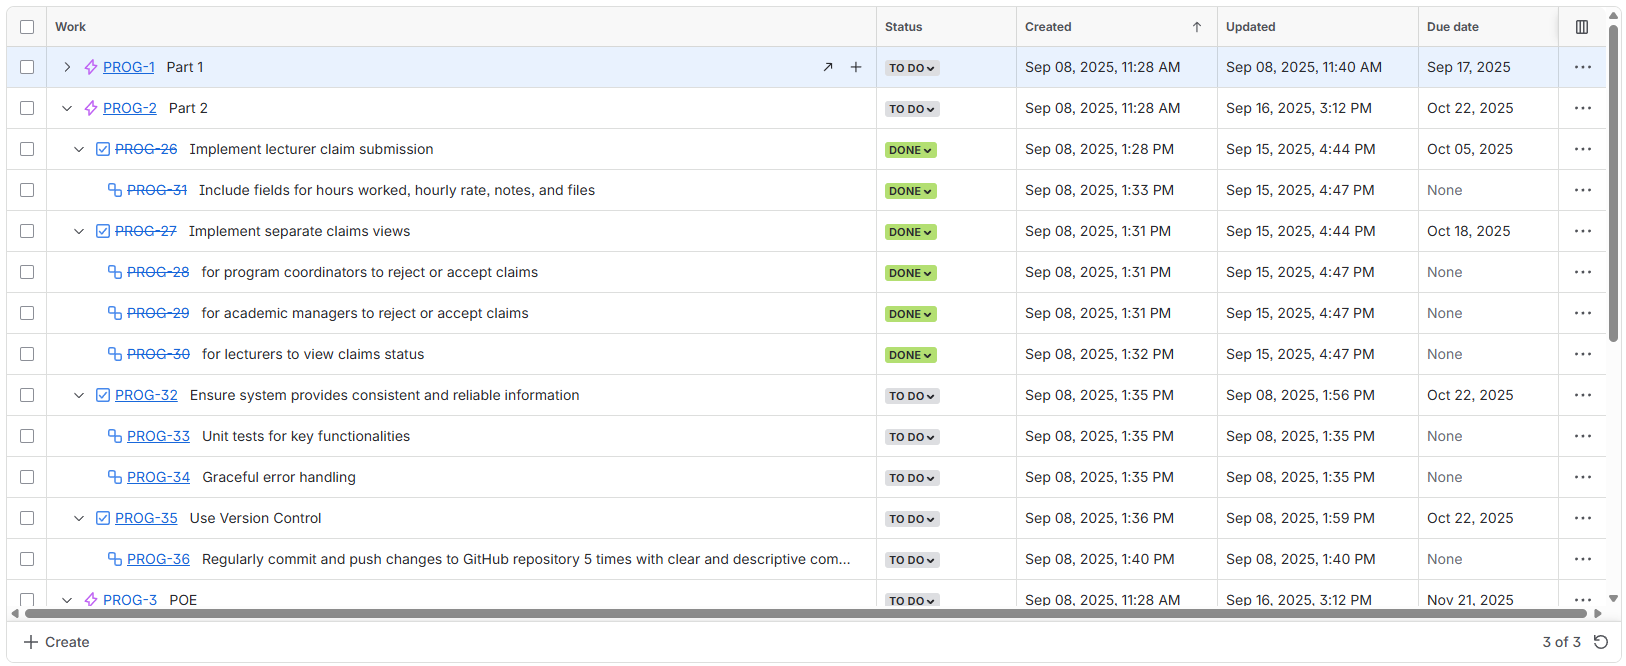 Work Status Created Updated Due date
PROG-1 Part 1 TO DO Sep 08, 2025, 11:28 AM Sep 08, 2025, 11:40 AM Sep 17, 2025
PROG-2 Part 2 TO DO Sep 08, 2025, 11:28 AM Sep 16, 2025, 3:12 PM Oct 22, 2025
PROG-26 Implement lecturer claim submission DONE Sep 08, 2025, 1:28 PM Sep 15, 2025, 4:44 PM Oct 05, 2025
PROG-31 Include fields for hours worked, hourly rate, notes, and files DONE Sep 08, 2025, 1:33 PM Sep 15, 2025, 4:47 PM None
PROG-27 Implement separate claims views DONE Sep 08, 2025, 1:31 PM Sep 15, 2025, 4:44 PM Oct 18, 2025
PROG-28 for program coordinators to reject or accept claims DONE Sep 08, 2025, 1:31 PM Sep 15, 2025, 4:47 PM None
PROG-29 for academic managers to reject or accept claims DONE Sep 08, 2025, 1:31 PM Sep 15, 2025, 4:47 PM None
PROG-30 for lecturers to view claims status DONE Sep 08, 2025, 1:32 PM Sep 15, 2025, 4:47 PM None
PROG-32 Ensure system provides consistent and reliable information TO DO Sep 08, 2025, 1:35 PM Sep 08, 2025, 1:56 PM Oct 22, 2025
PROG-33 Unit tests for key functionalities TO DO Sep 08, 2025, 1:35 PM Sep 08, 2025, 1:35 PM None
PROG-34 Graceful error handling TO DO Sep 08, 2025, 1:35 PM Sep 08, 2025, 1:35 PM None
PROG-35 Use Version Control TO DO Sep 08, 2025, 1:36 PM Sep 08, 2025, 1:59 PM Oct 22, 2025
PROG-36 Regularly commit and push changes to GitHub repository 5 times with clear and descriptive com... TO DO Sep 08, 2025, 1:40 PM Sep 08, 2025, 1:40 PM None
PROG-3 POE TO DO Sep 08, 2025, 11:28 AM Sep 16, 2025, 3:12 PM Nov 21, 2025
Create 3 of 3